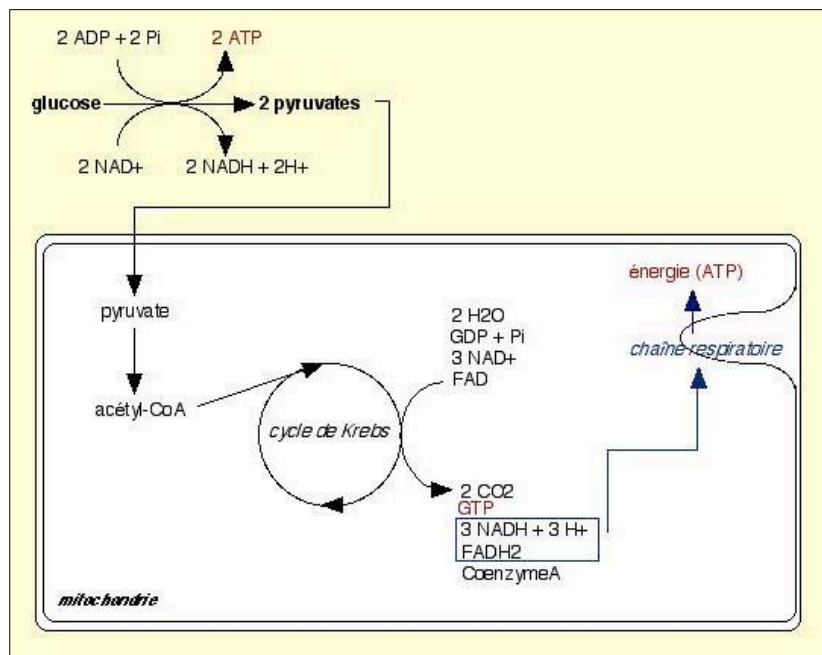 2 ADP + 2 Pi
2 ATP
glucose
2 pyruvates
2 NAD+
2 NADH + 2H+
énergie (ATP)
pyruvate
2 H2O
GDP + Pi
3 NAD+
FAD
chaîne respiratoire
acétyl-CoA
cycle de Krebs
2 CO2
GTP
3 NADH + 3 H+
FADH2
CoenzymeA
mitochondrie